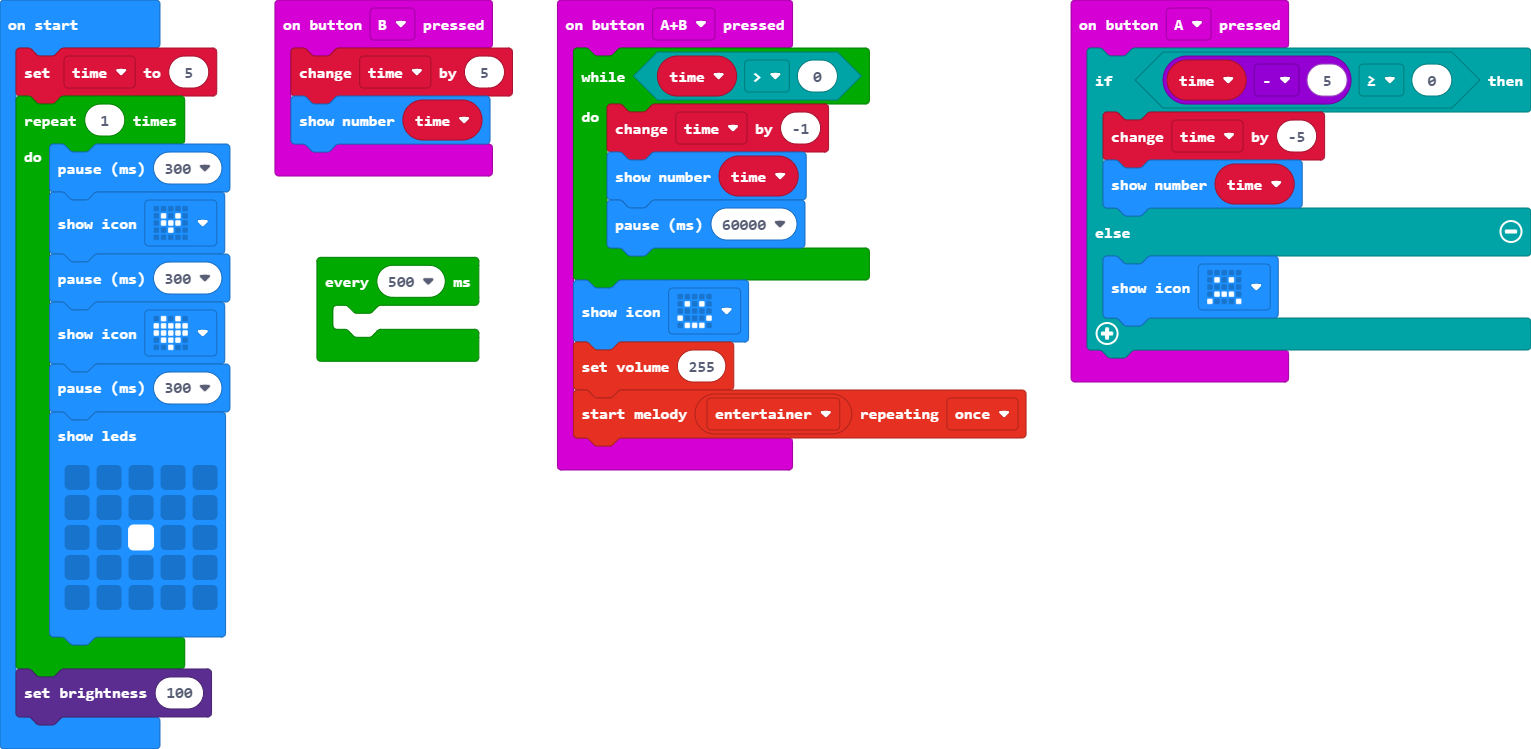 on start
set time to 5
repeat 1 times
do
pause (ms) 300
show icon
pause (ms) 300
show icon
pause (ms) 300
show leds
set brightness 100
on button B pressed
change time by 5
show number time
every 500 ms
on button A+B pressed
while time > 0
do
change time by -1
show number time
pause (ms) 60000
show icon
set volume 255
start melody entertainer repeating once
on button A pressed
if time - 5 ≥ 0 then
change time by -5
show number time
else
show icon